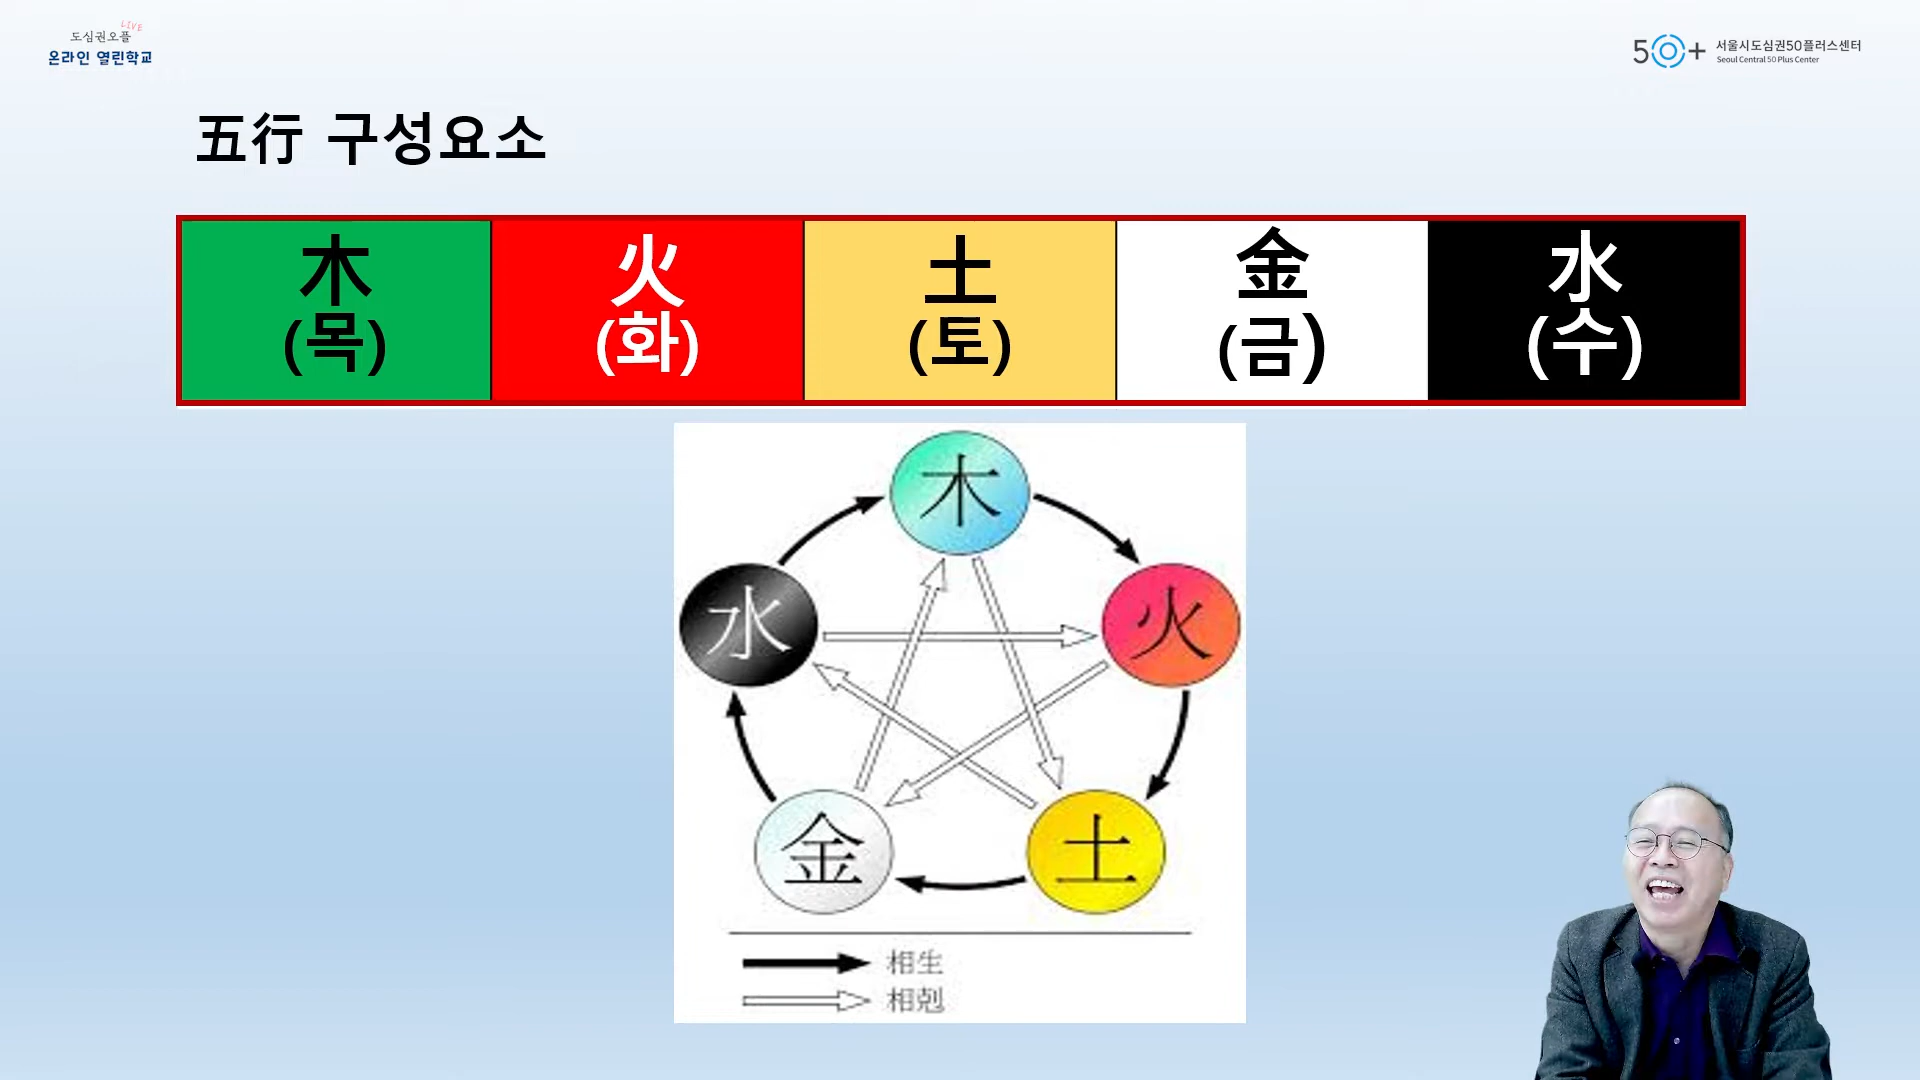 LIVE
도심권오플
온라인 열린학교
50+ 서울시도심권50플러스센터
Seoul Central 50 Plus Center
五行 구성요소
木 火 土 金 水
(목) (화) (토) (금) (수)
木
水 火
金 土
相生
相剋